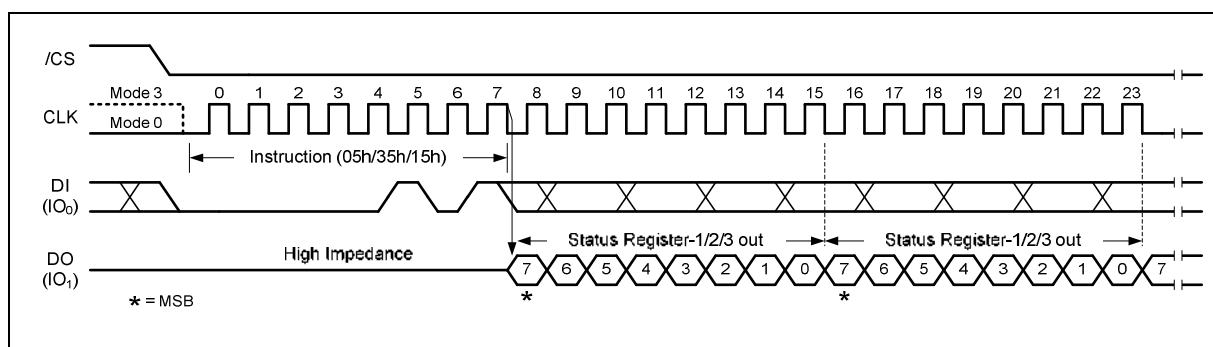 /CS
Mode 3
0 1 2 3 4 5 6 7 8 9 10 11 12 13 14 15 16 17 18 19 20 21 22 23
CLK
Mode 0
Instruction (05h/35h/15h)
DI
(IO₀)
Status Register-1/2/3 out
Status Register-1/2/3 out
High Impedance
DO
(IO₁)
7 6 5 4 3 2 1 0 7 6 5 4 3 2 1 0 7
* *
* = MSB